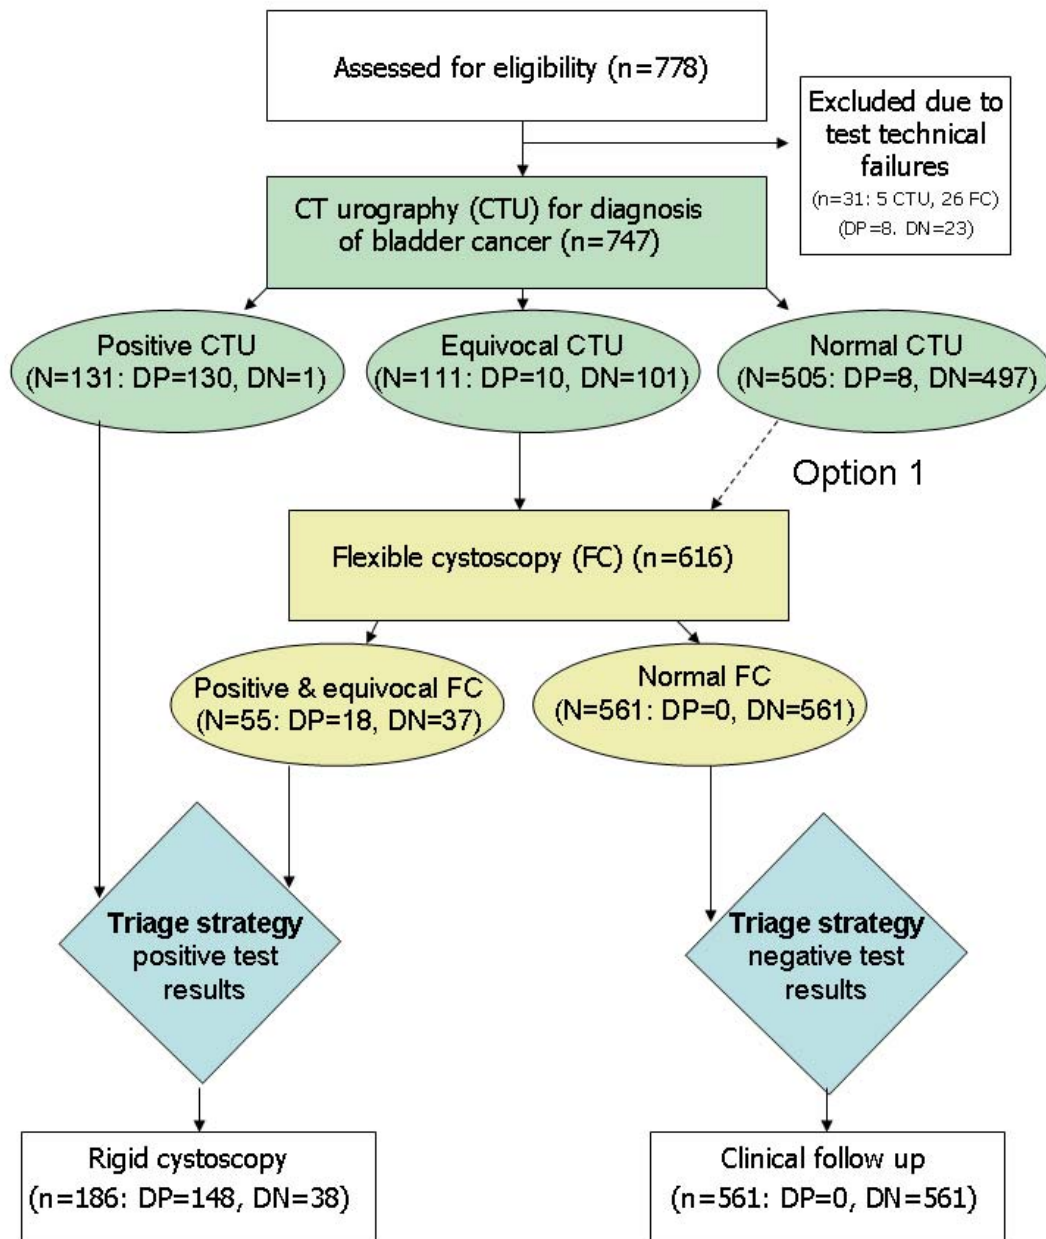 Assessed for eligibility (n=778)
Excluded due to
test technical
failures
(n=31: 5 CTU, 26 FC)
(DP=8. DN=23)
CT urography (CTU) for diagnosis
of bladder cancer (n=747)
Positive CTU
(N=131: DP=130, DN=1)
Equivocal CTU
(N=111: DP=10, DN=101)
Normal CTU
(N=505: DP=8, DN=497)
Option 1
Flexible cystoscopy (FC) (n=616)
Positive & equivocal FC
(N=55: DP=18, DN=37)
Normal FC
(N=561: DP=0, DN=561)
Triage strategy
positive test
results
Triage strategy
negative test
results
Rigid cystoscopy
(n=186: DP=148, DN=38)
Clinical follow up
(n=561: DP=0, DN=561)